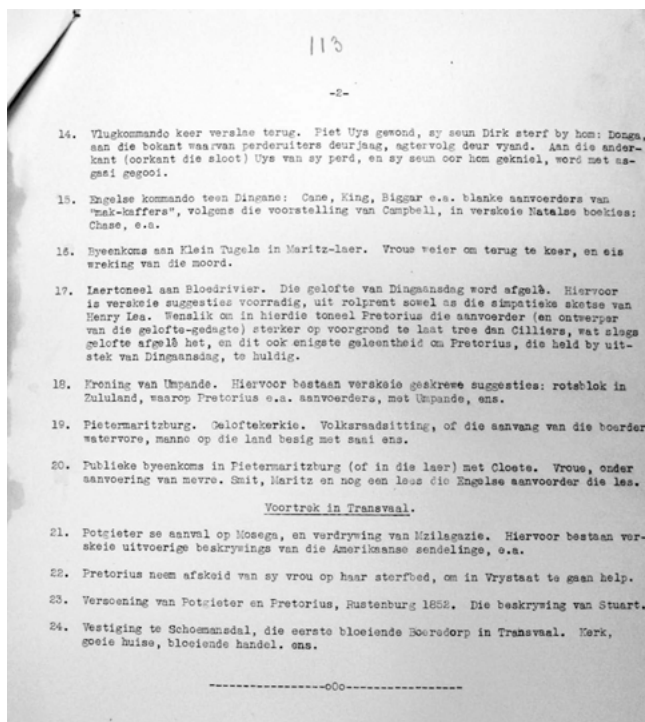 113
-2-
14. Vlugkommando keer verslae terug. Piet Uys gewond, sy seun Dirk sterf by hom: Donga,
aan die bokant waarvan perderuiters deurjaag, agtervolg deur vyand. Aan die ander-
kant (oorkant die sloot) Uys van sy perd, en sy seun oor hom gekniel, word met as-
gaai gegooi.
15. Engelse kommando teen Dingane: Cane, King, Biggar e.a. blanke aanvoerders van
"mak-kaffers", volgens die voorstelling van Campbell, in verskeie Natalse boekies:
Chase, e.a.
16. Byeenkoms aan Klein Tugela in Maritz-laer. Vroue weier om terug te keer, en eis
wreking van die moord.
17. Laertoneel aan Bloedrivier. Die gelofte van Dingaansdag word afgelê. Hiervoor
is verskeie suggesties voorradig, uit rolprent sowel as die simpatieke sketse van
Henry Lea. Wenslik om in hierdie toneel Pretorius die aanvoerder (en ontwerper
van die gelofte-gedagte) sterker op voorgrond te laat tree dan Cilliers, wat slegs
gelofte afgelê het, en dit ook enigste geleentheid om Pretorius, die held by uit-
stek van Dingaansdag, te huldig.
18. Kroning van Umpande. Hiervoor bestaan verskeie geskrewe suggesties: rotsblok in
Zululand, waarop Pretorius e.a. aanvoerders, met Umpande, ens.
19. Pietermaritzburg. Geloftekerkie. Volksraadsitting, of die aanvang van die boerdery
watervore, manne op die land besig met saai ens.
20. Publieke byeenkoms in Pietermaritzburg (of in die laer) met Cloete. Vroue, onder
aanvoering van mevre. Smit, Maritz en nog een lees die Engelse aanvoerder die les.
Voortrek in Transvaal.
21. Potgieter se aanval op Mosega, en verdrywing van Mzilagazie. Hiervoor bestaan ver-
skeie uitvoerige beskrywings van die Amerikaanse sendelinge, e.a.
22. Pretorius neem afskeid van sy vrou op haar sterfbed, om in Vrystaat te gaan help.
23. Versoening van Potgieter en Pretorius, Rustenburg 1852. Die beskrywing van Stuart.
24. Vestiging te Schoemansdal, die eerste bloeiende Boeredorp in Transvaal. Kerk,
goeie huise, bloeiende handel. ens.
-----------------oOo-----------------